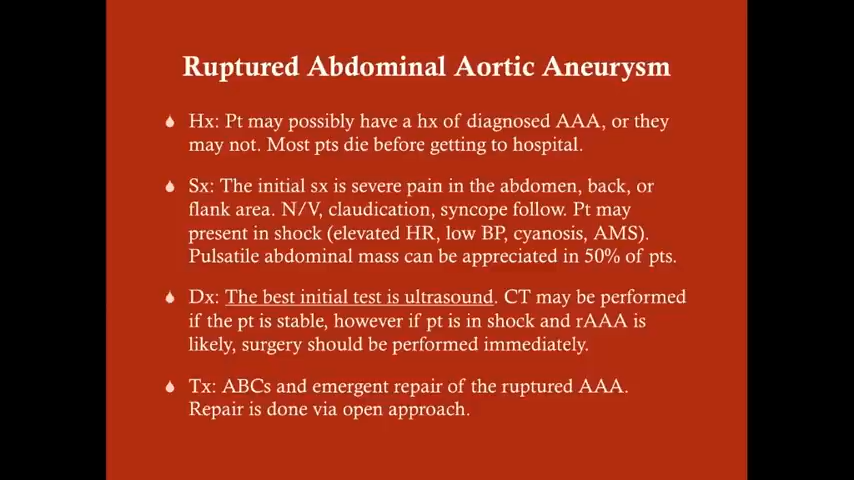 Ruptured Abdominal Aortic Aneurysm
Hx: Pt may possibly have a hx of diagnosed AAA, or they
may not. Most pts die before getting to hospital.
Sx: The initial sx is severe pain in the abdomen, back, or
flank area. N/V, claudication, syncope follow. Pt may
present in shock (elevated HR, low BP, cyanosis, AMS).
Pulsatile abdominal mass can be appreciated in 50% of pts.
Dx: The best initial test is ultrasound. CT may be performed
if the pt is stable, however if pt is in shock and rAAA is
likely, surgery should be performed immediately.
Tx: ABCs and emergent repair of the ruptured AAA.
Repair is done via open approach.